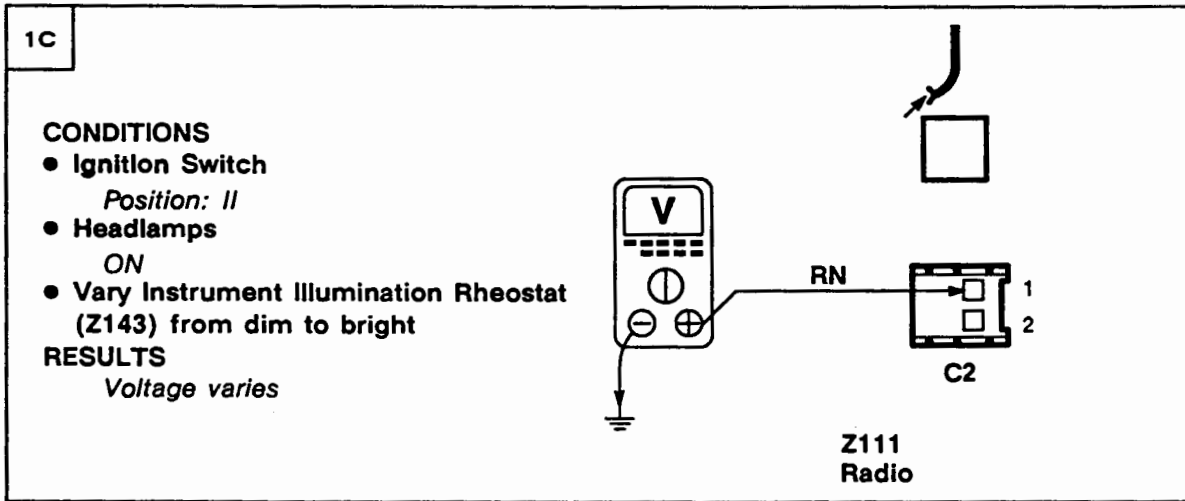 1C
CONDITIONS
● Ignition Switch
Position: II
● Headlamps
ON
● Vary Instrument Illumination Rheostat
(Z143) from dim to bright
RESULTS
Voltage varies
V
RN
1
2
C2
Z111
Radio